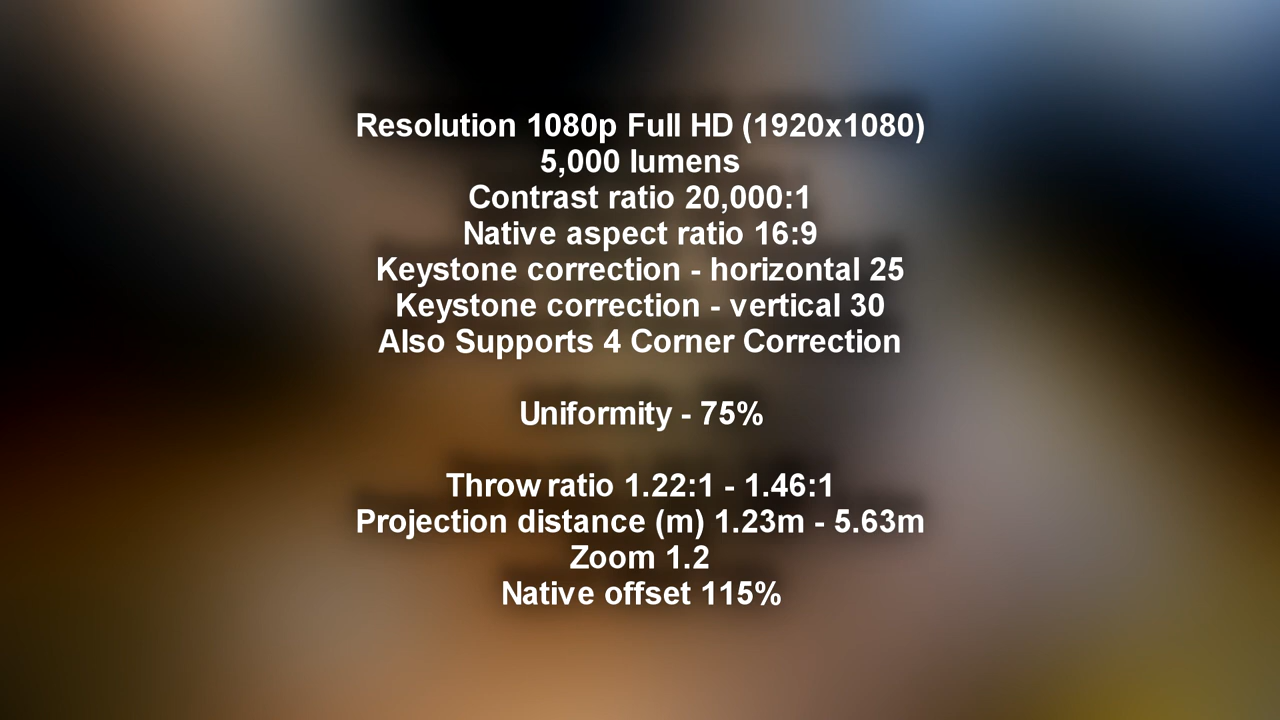 Resolution 1080p Full HD (1920x1080)
5,000 lumens
Contrast ratio 20,000:1
Native aspect ratio 16:9
Keystone correction - horizontal 25
Keystone correction - vertical 30
Also Supports 4 Corner Correction
Uniformity - 75%
Throw ratio 1.22:1 - 1.46:1
Projection distance (m) 1.23m - 5.63m
Zoom 1.2
Native offset 115%